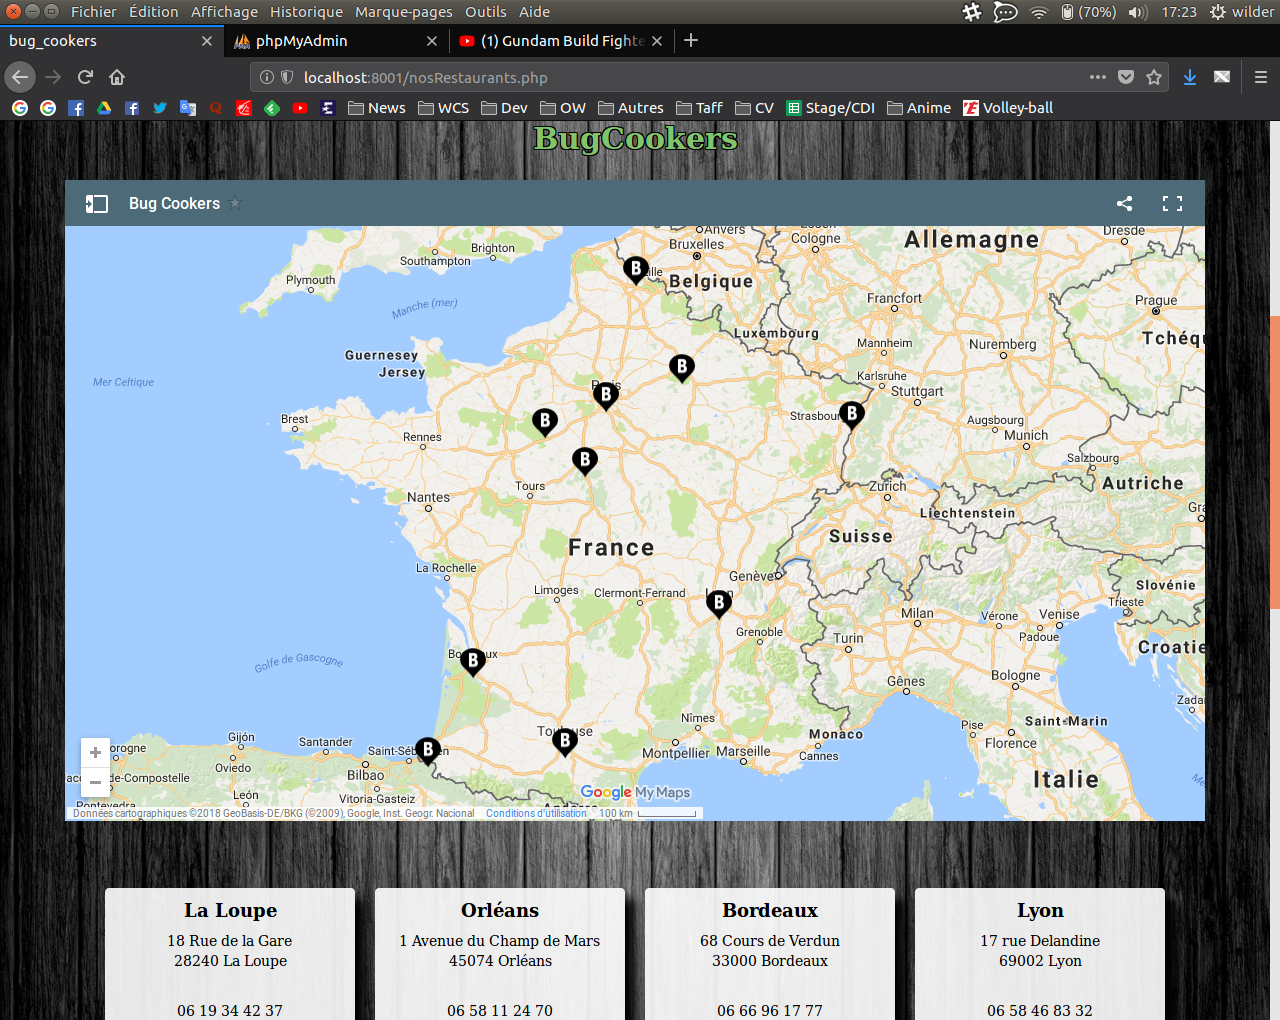 Fichier Édition Affichage Historique Marque-pages Outils Aide (70%) 17:23 wilder
bug_cookers phpMyAdmin (1) Gundam Build Fighte
localhost:8001/nosRestaurants.php
News WCS Dev OW Autres Taff CV Stage/CDI Anime Volley-ball
BugCookers
Bug Cookers
Anvers
Dresde
Cologne
Allemagne
Bruxelles
Brighton
Southampton
Plymouth
B
Belgique
Francfort
Prague
Manche (mer)
Luxembourg
Tchéqu
Mannheim
Nuremberg
Guernesey
Jersey
Mer Celtique
B
Karlsruhe
Stuttgart
B
Brest
Strasbourg
B
Augsbourg
Munich
B
Rennes
B
Salzbourg
Tours
Zurich
Autriche
Nantes
Liechtenstein
France
Suisse
La Rochelle
Genève
Slovénie
Limoges
Clermont-Ferrand
B
Trieste
Milan
Vérone
Venise
Grenoble
Turin
Padoue
Croatie
B
Golfe de Gascogne
Gênes
Bologne
Zadar
Nîmes
Saint-Marin
Pise
Gijón
Santander
B
B
Montpellier
Marseille
Monaco
Cannes
Florence
Oviedo
Bilbao
Italie
-de-Compostelle
León
Vitoria-Gasteiz
Google My Maps
Pontevedra
Données cartographiques ©2018 GeoBasis-DE/BKG (©2009), Google, Inst. Geogr. Nacional Conditions d'utilisation 100 km
La Loupe
18 Rue de la Gare
28240 La Loupe
06 19 34 42 37
Orléans
1 Avenue du Champ de Mars
45074 Orléans
06 58 11 24 70
Bordeaux
68 Cours de Verdun
33000 Bordeaux
06 66 96 17 77
Lyon
17 rue Delandine
69002 Lyon
06 58 46 83 32